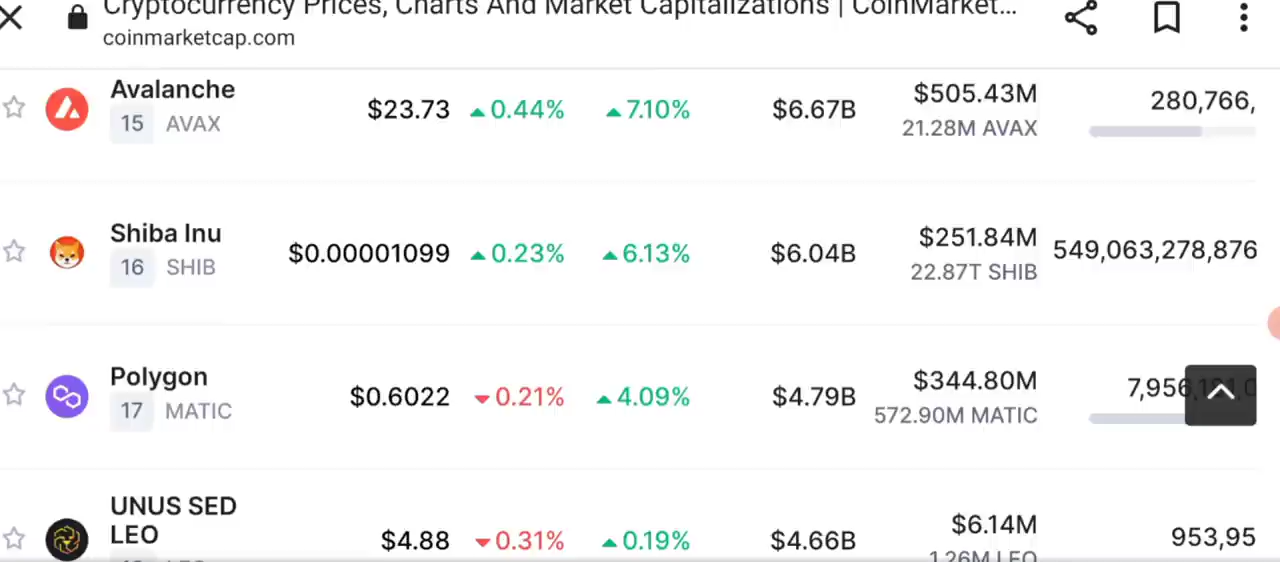 Cryptocurrency Prices, Charts And Market Capitalizations | CoinMarket...
coinmarketcap.com
Avalanche
15 AVAX
$23.73 ▲0.44% ▲7.10% $6.67B
$505.43M
21.28M AVAX
280,766,
Shiba Inu
16 SHIB
$0.00001099 ▲0.23% ▲6.13% $6.04B
$251.84M
22.87T SHIB
549,063,278,876
Polygon
17 MATIC
$0.6022 ▼0.21% ▲4.09% $4.79B
$344.80M
572.90M MATIC
UNUS SED
LEO
$4.88 ▼0.31% ▲0.19% $4.66B
$6.14M
1.26M LEO
953,95